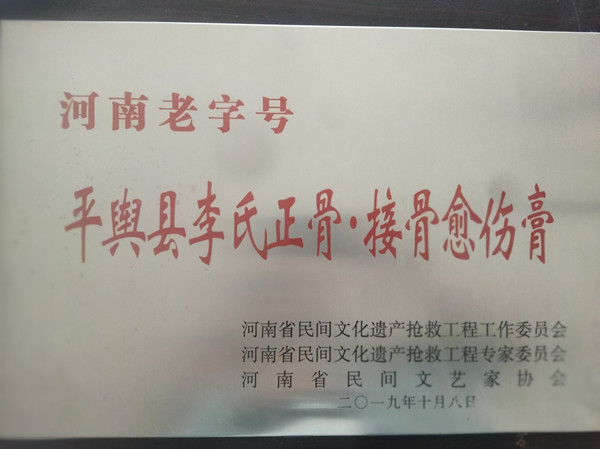 河南老字号
平舆县李氏正骨·接骨愈伤膏
河南省民间文化遗产抢救工程工作委员会
河南省民间文化遗产抢救工程专家委员会
河南省民间文艺家协会
二〇一九年十月八日